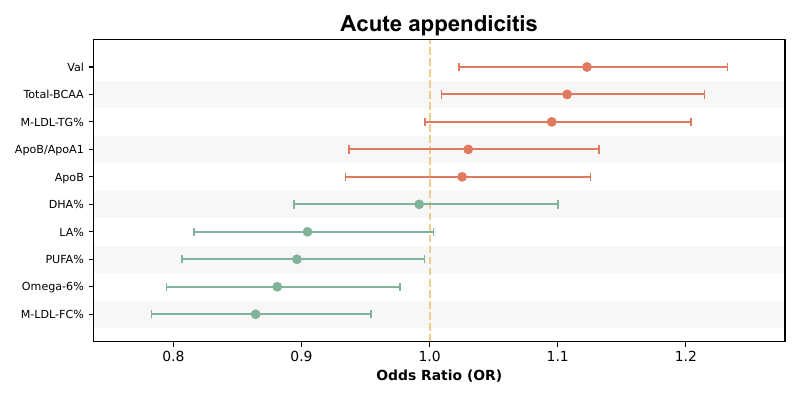 Acute appendicitis
Val
Total-BCAA
M-LDL-TG%
ApoB/ApoA1
ApoB
DHA%
LA%
PUFA%
Omega-6%
M-LDL-FC%
0.8 0.9 1.0 1.1 1.2
Odds Ratio (OR)